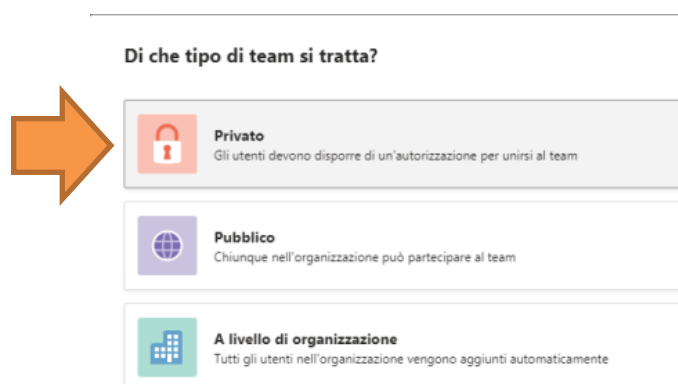 Di che tipo di team si tratta?
Privato
Gli utenti devono disporre di un'autorizzazione per unirsi al team
Pubblico
Chiunque nell'organizzazione può partecipare al team
A livello di organizzazione
Tutti gli utenti nell'organizzazione vengono aggiunti automaticamente